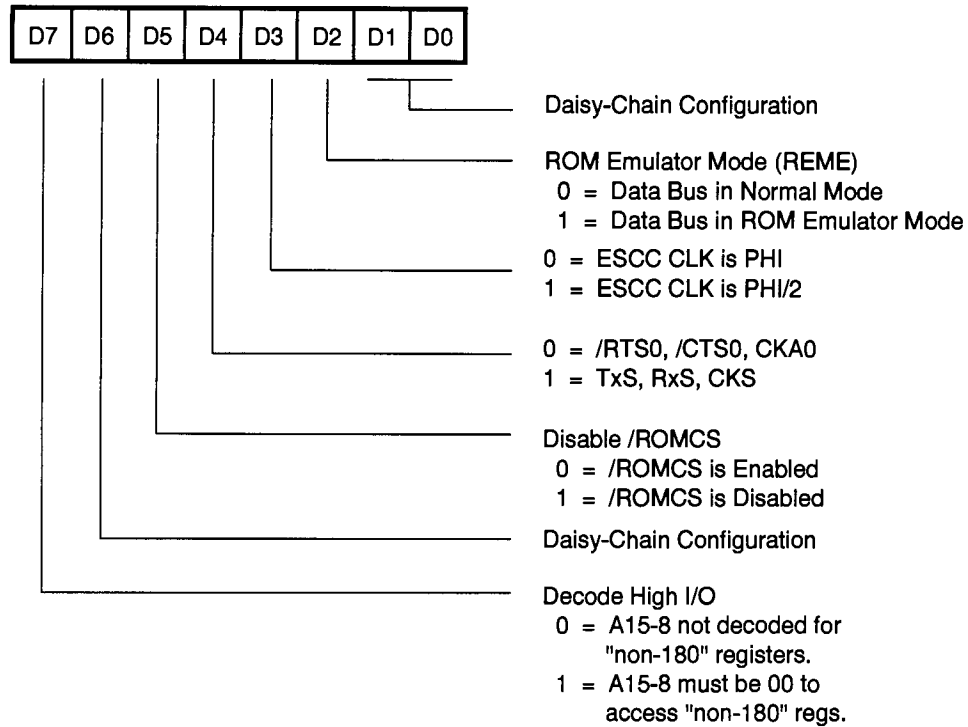 D7 D6 D5 D4 D3 D2 D1 D0
Daisy-Chain Configuration
ROM Emulator Mode (REME)
0 = Data Bus in Normal Mode
1 = Data Bus in ROM Emulator Mode
0 = ESCC CLK is PHI
1 = ESCC CLK is PHI/2
0 = /RTS0, /CTS0, CKA0
1 = TxS, RxS, CKS
Disable /ROMCS
0 = /ROMCS is Enabled
1 = /ROMCS is Disabled
Daisy-Chain Configuration
Decode High I/O
0 = A15-8 not decoded for
"non-180" registers.
1 = A15-8 must be 00 to
access "non-180" regs.